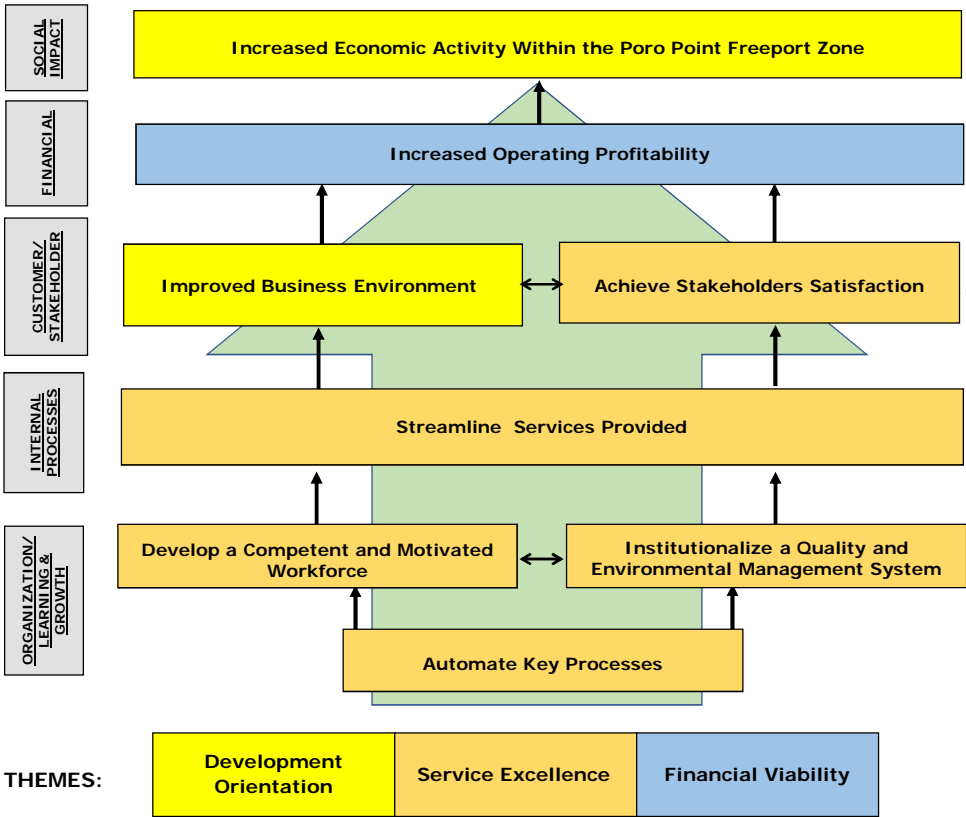 SOCIAL
IMPACT
Increased Economic Activity Within the Poro Point Freeport Zone
FINANCIAL
Increased Operating Profitability
CUSTOMER/
STAKEHOLDER
Improved Business Environment
Achieve Stakeholders Satisfaction
INTERNAL
PROCESSES
Streamline Services Provided
ORGANIZATION/
LEARNING &
GROWTH
Develop a Competent and Motivated
Workforce
Institutionalize a Quality and
Environmental Management System
Automate Key Processes
THEMES:
Development
Orientation
Service Excellence
Financial Viability